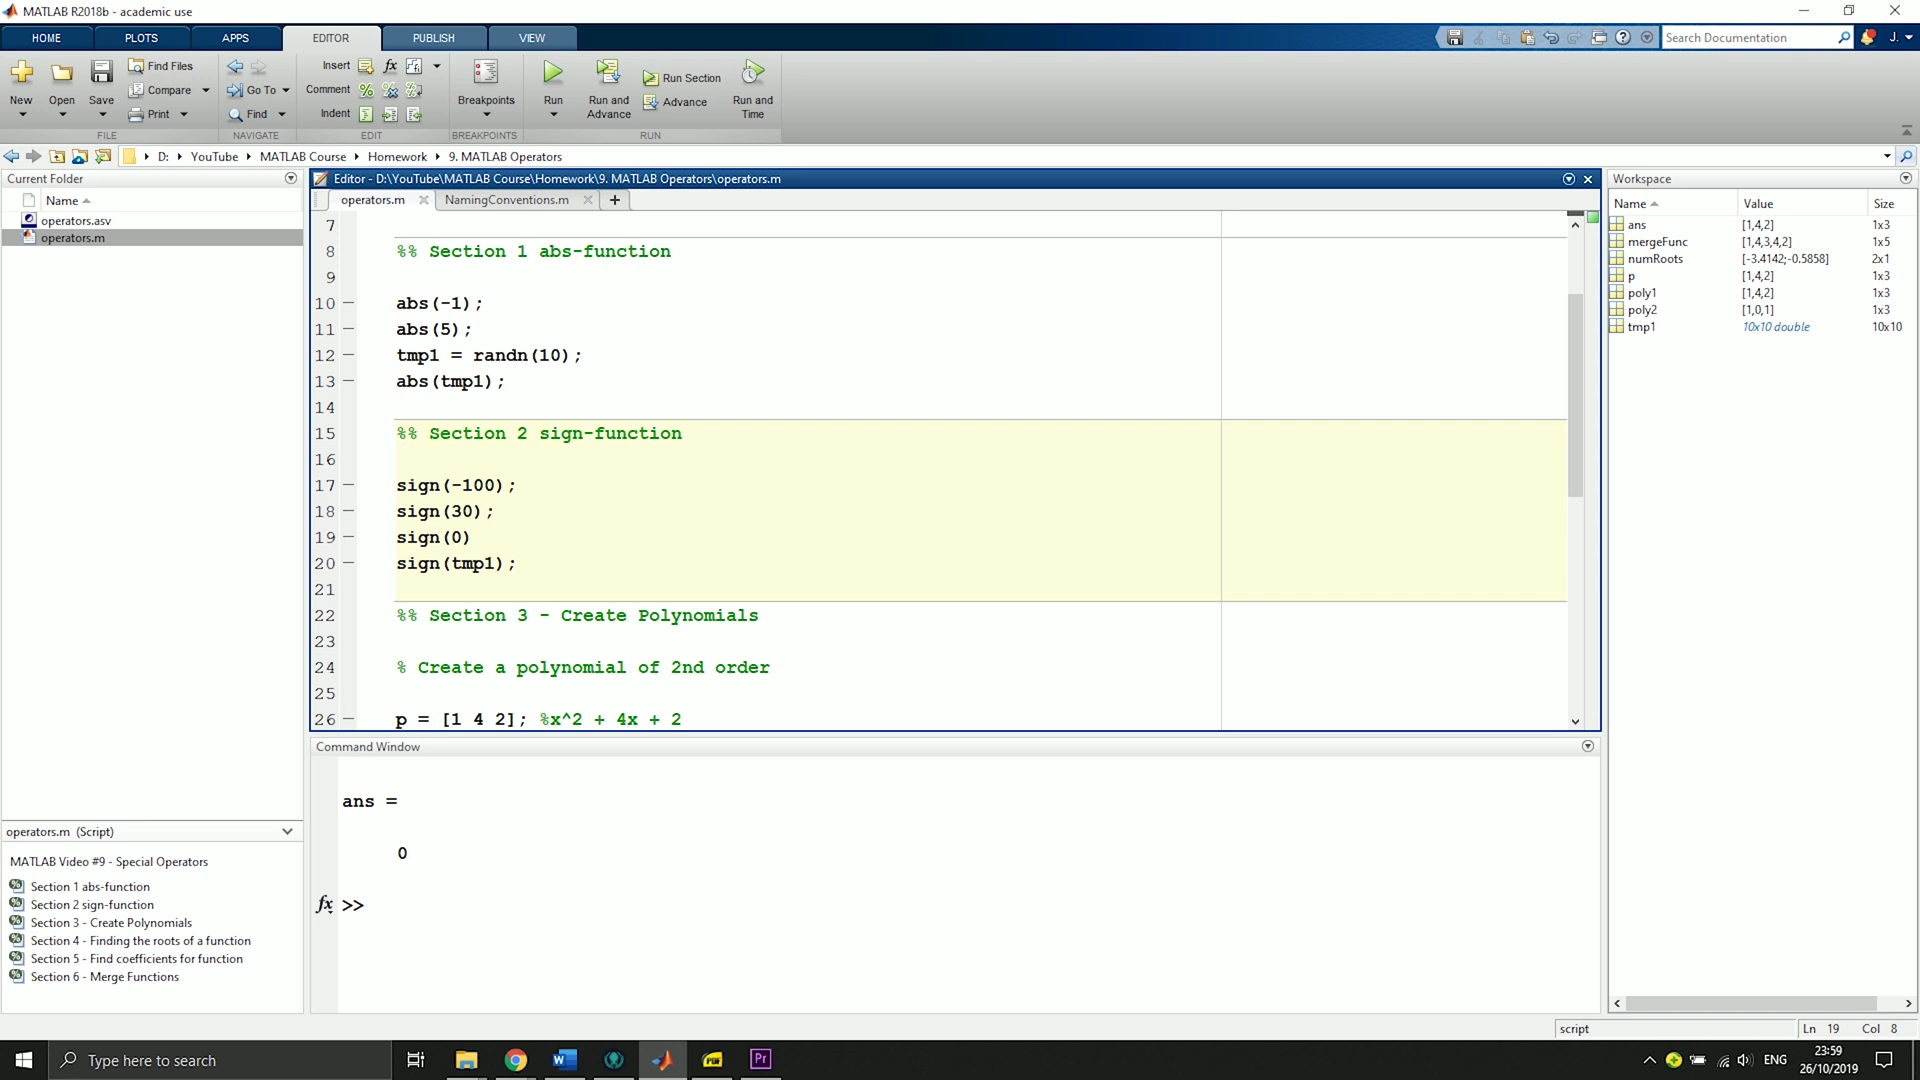 MATLAB R2018b - academic use
HOME PLOTS APPS EDITOR PUBLISH VIEW
Search Documentation
J.
New
Open
Save
Find Files
Compare
Print
Go To
Find
Insert fx
Comment
Indent
Breakpoints
Run
Run and Advance
Run Section
Advance
Run and Time
FILE NAVIGATE EDIT BREAKPOINTS RUN
D: YouTube MATLAB Course Homework 9. MATLAB Operators
Current Folder
Name
operators.asv
operators.m
operators.m (Script)
MATLAB Video #9 - Special Operators
Section 1 abs-function
Section 2 sign-function
Section 3 - Create Polynomials
Section 4 - Finding the roots of a function
Section 5 - Find coefficients for function
Section 6 - Merge Functions
Editor - D:\YouTube\MATLAB Course\Homework\9. MATLAB Operators\operators.m
operators.m NamingConventions.m +
7
8 %% Section 1 abs-function
9
10 abs(-1);
11 abs(5);
12 tmp1 = randn(10);
13 abs(tmp1);
14
15 %% Section 2 sign-function
16
17 sign(-100);
18 sign(30);
19 sign(0)
20 sign(tmp1);
21
22 %% Section 3 - Create Polynomials
23
24 % Create a polynomial of 2nd order
25
26 p = [1 4 2]; %x^2 + 4x + 2
Command Window
ans =
0
fx >>
Workspace
Name Value Size
ans [1,4,2] 1x3
mergeFunc [1,4,3,4,2] 1x5
numRoots [-3.4142;-0.5858] 2x1
p [1,4,2] 1x3
poly1 [1,4,2] 1x3
poly2 [1,0,1] 1x3
tmp1 10x10 double 10x10
script Ln 19 Col 8
Type here to search
W
PDF
Pr
ENG
23:59
26/10/2019